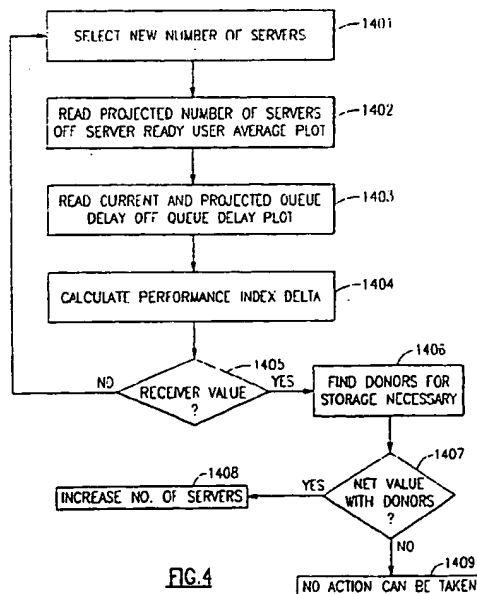 SELECT NEW NUMBER OF SERVERS
1401
READ PROJECTED NUMBER OF SERVERS
OFF SERVER READY USER AVERAGE PLOT
1402
READ CURRENT AND PROJECTED QUEUE
DELAY OFF QUEUE DELAY PLOT
1403
CALCULATE PERFORMANCE INDEX DELTA
1404
1405
NO
RECEIVER VALUE
?
YES
1406
FIND DONORS FOR
STORAGE NECESSARY
1407
NET VALUE
WITH DONORS
?
YES
1408
INCREASE NO. OF SERVERS
NO
1409
NO ACTION CAN BE TAKEN
FIG.4